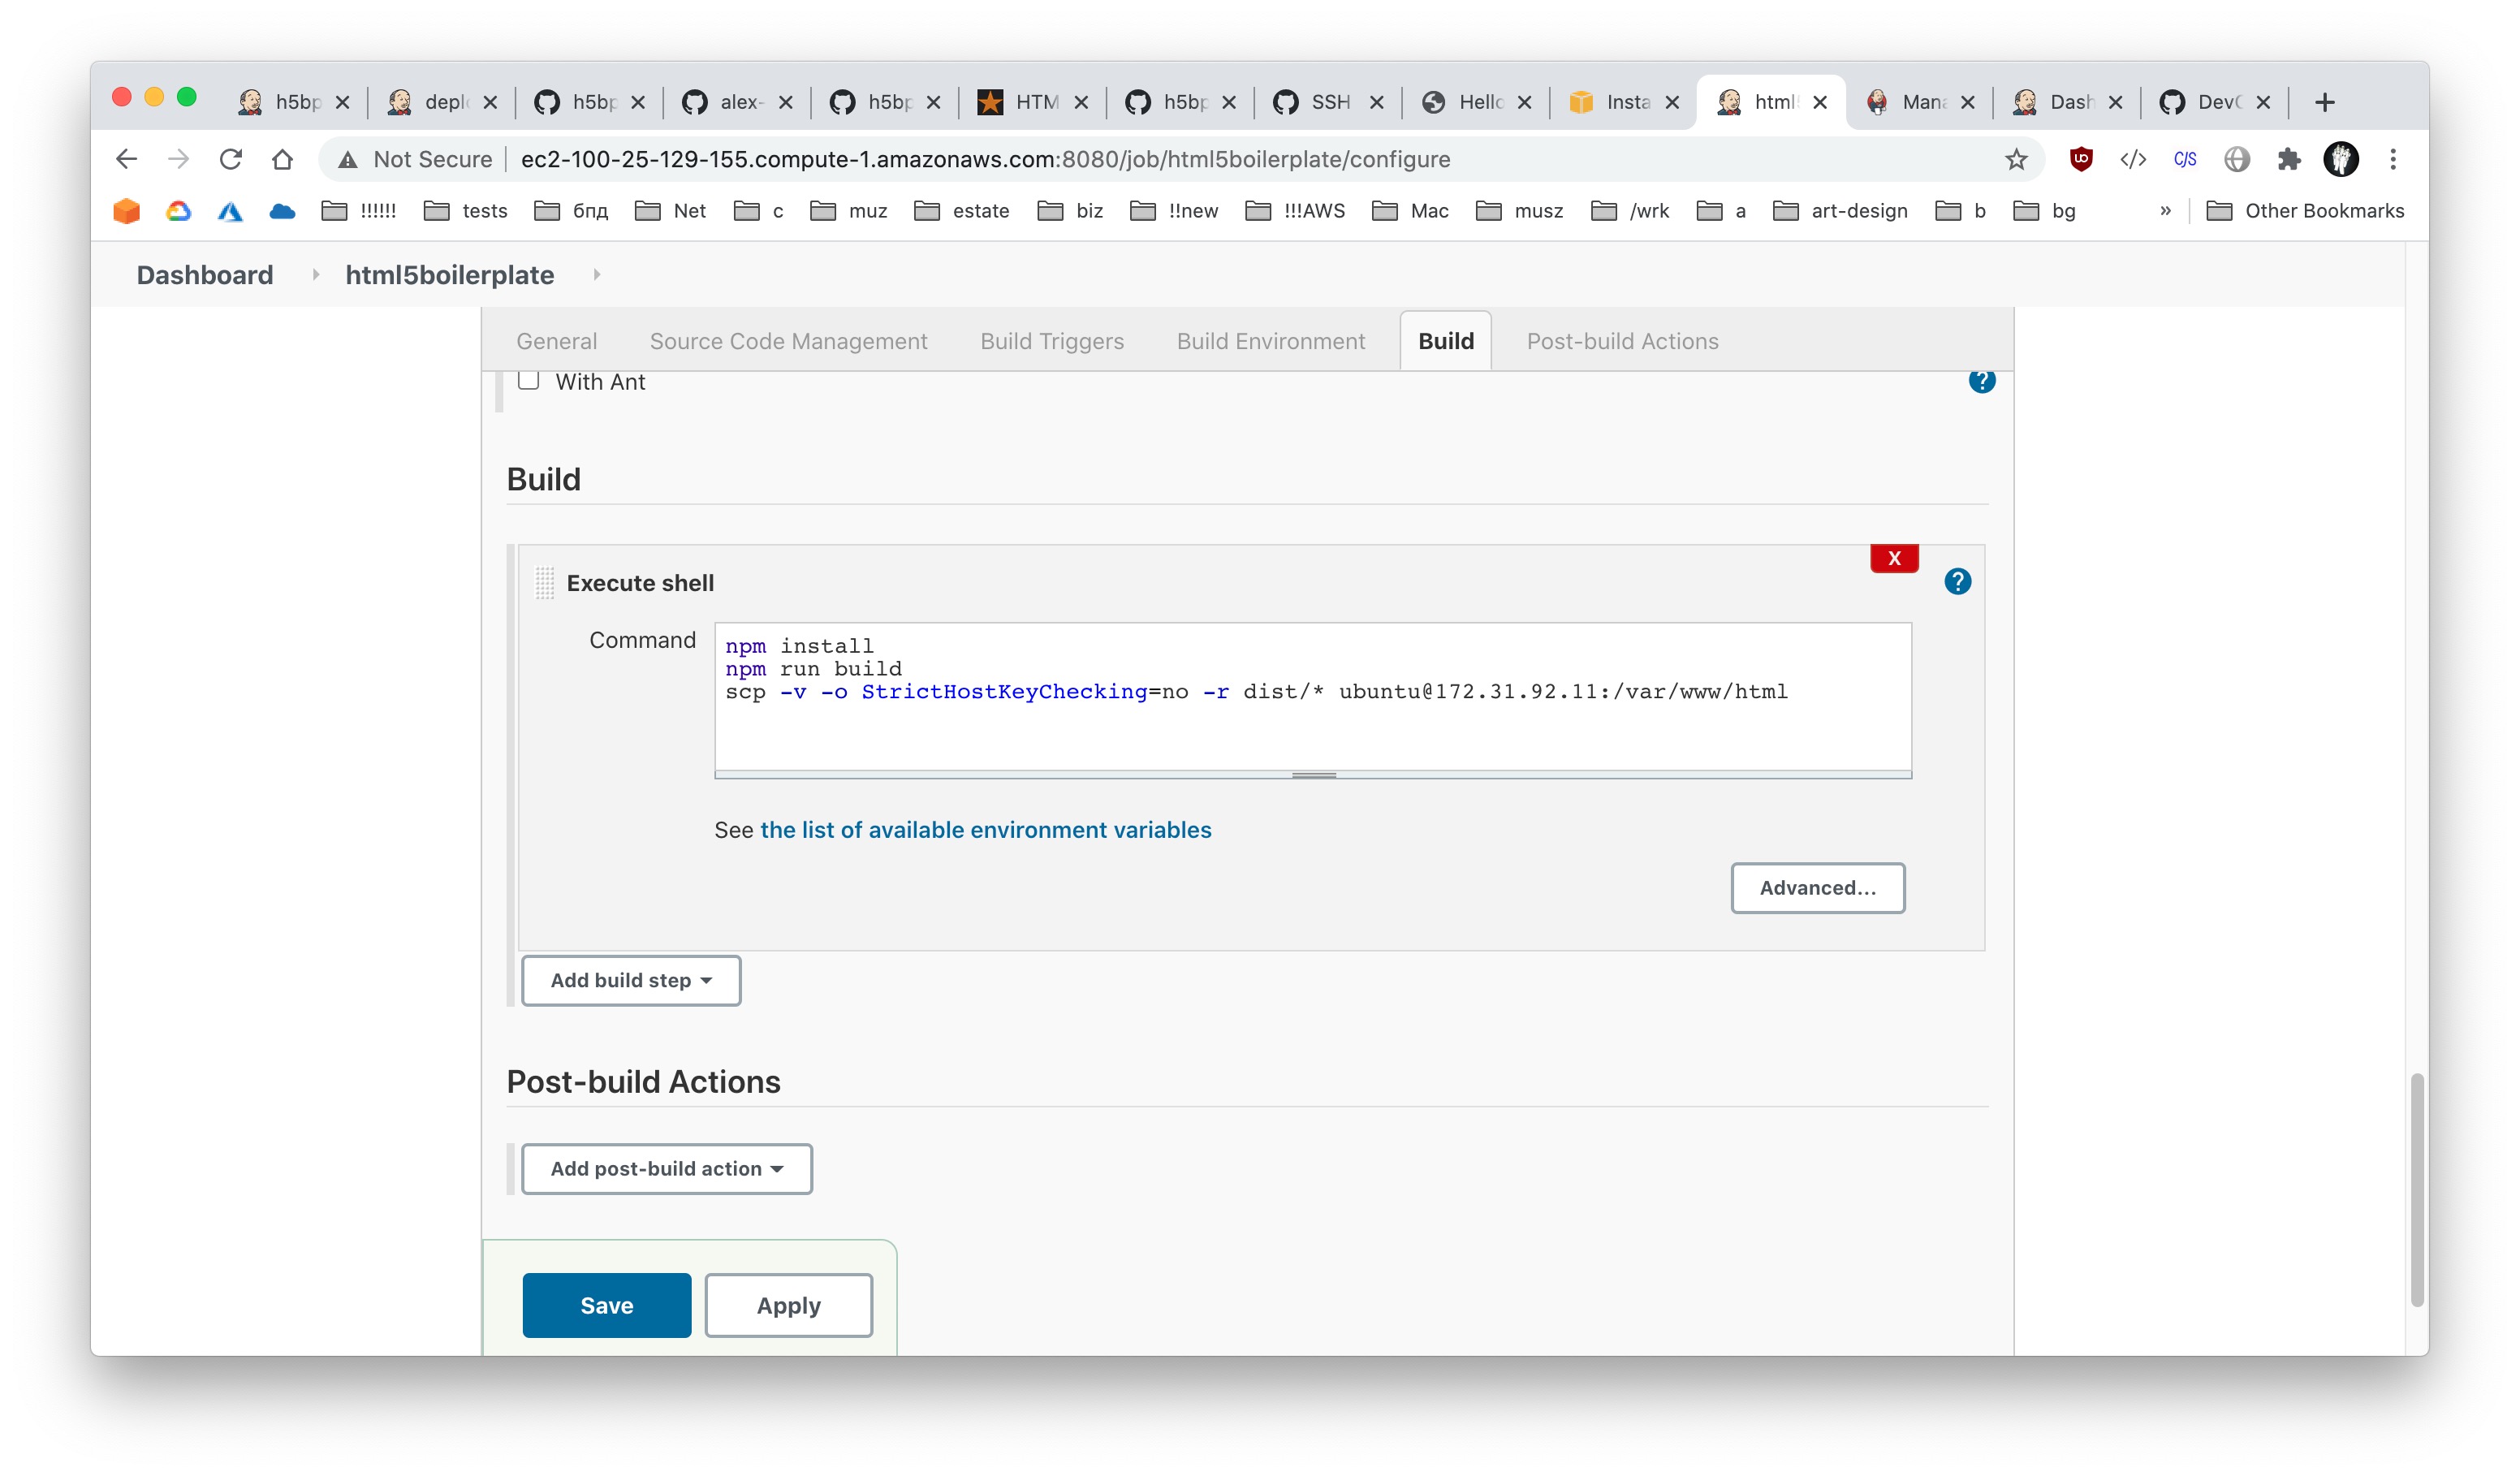 h5bp depl h5bp alex- h5bp HTM h5bp SSH Hello Insta html Mana Dash Dev
Not Secure ec2-100-25-129-155.compute-1.amazonaws.com:8080/job/html5boilerplate/configure
!!!!!! tests бпд Net c muz estate biz !!new !!!AWS Mac musz /wrk a art-design b bg » Other Bookmarks
Dashboard html5boilerplate
General Source Code Management Build Triggers Build Environment Build Post-build Actions
With Ant ?
Build
X
Execute shell ?
Command
npm install
npm run build
scp -v -o StrictHostKeyChecking=no -r dist/* ubuntu@172.31.92.11:/var/www/html
See the list of available environment variables
Advanced...
Add build step
Post-build Actions
Add post-build action
Save Apply